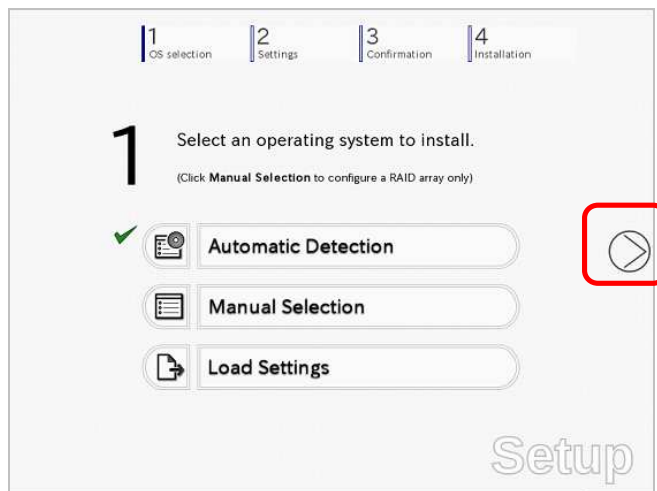 1 2 3 4
OS selection Settings Confirmation Installation
1 Select an operating system to install.
(Click Manual Selection to configure a RAID array only)
Automatic Detection
Manual Selection
Load Settings
Setup